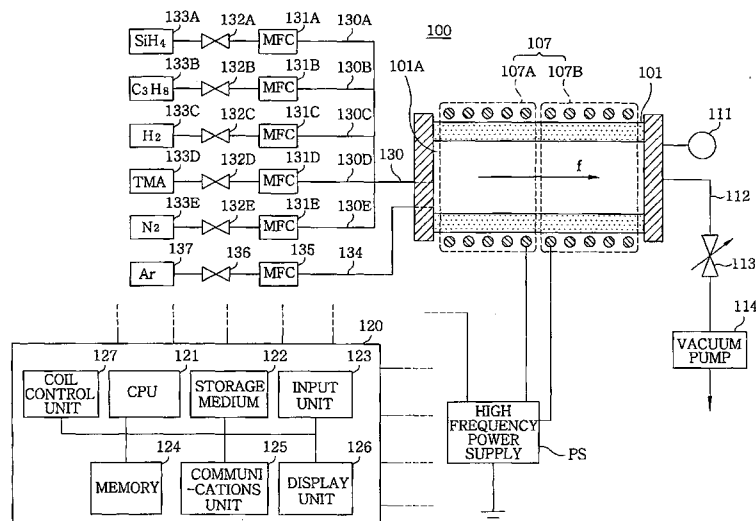 133A 132A 131A 130A
SiH4 MFC
133B 132B 131B 130B
C3H8 MFC
133C 132C 131C 130C
H2 MFC
133D 132D 131D 130D
TMA MFC 130
133E 132E 131E 130E
N2 MFC
137 136 135 134
Ar MFC
100
107
101A 107A 107B 101
111
f
112
113
114
VACUUM
PUMP
120
127 121 122 123
COIL
CONTROL
UNIT
CPU
STORAGE
MEDIUM
INPUT
UNIT
124 125 126
MEMORY
COMMUNI
-CATIONS
UNIT
DISPLAY
UNIT
HIGH
FREQUENCY
POWER
SUPPLY
PS